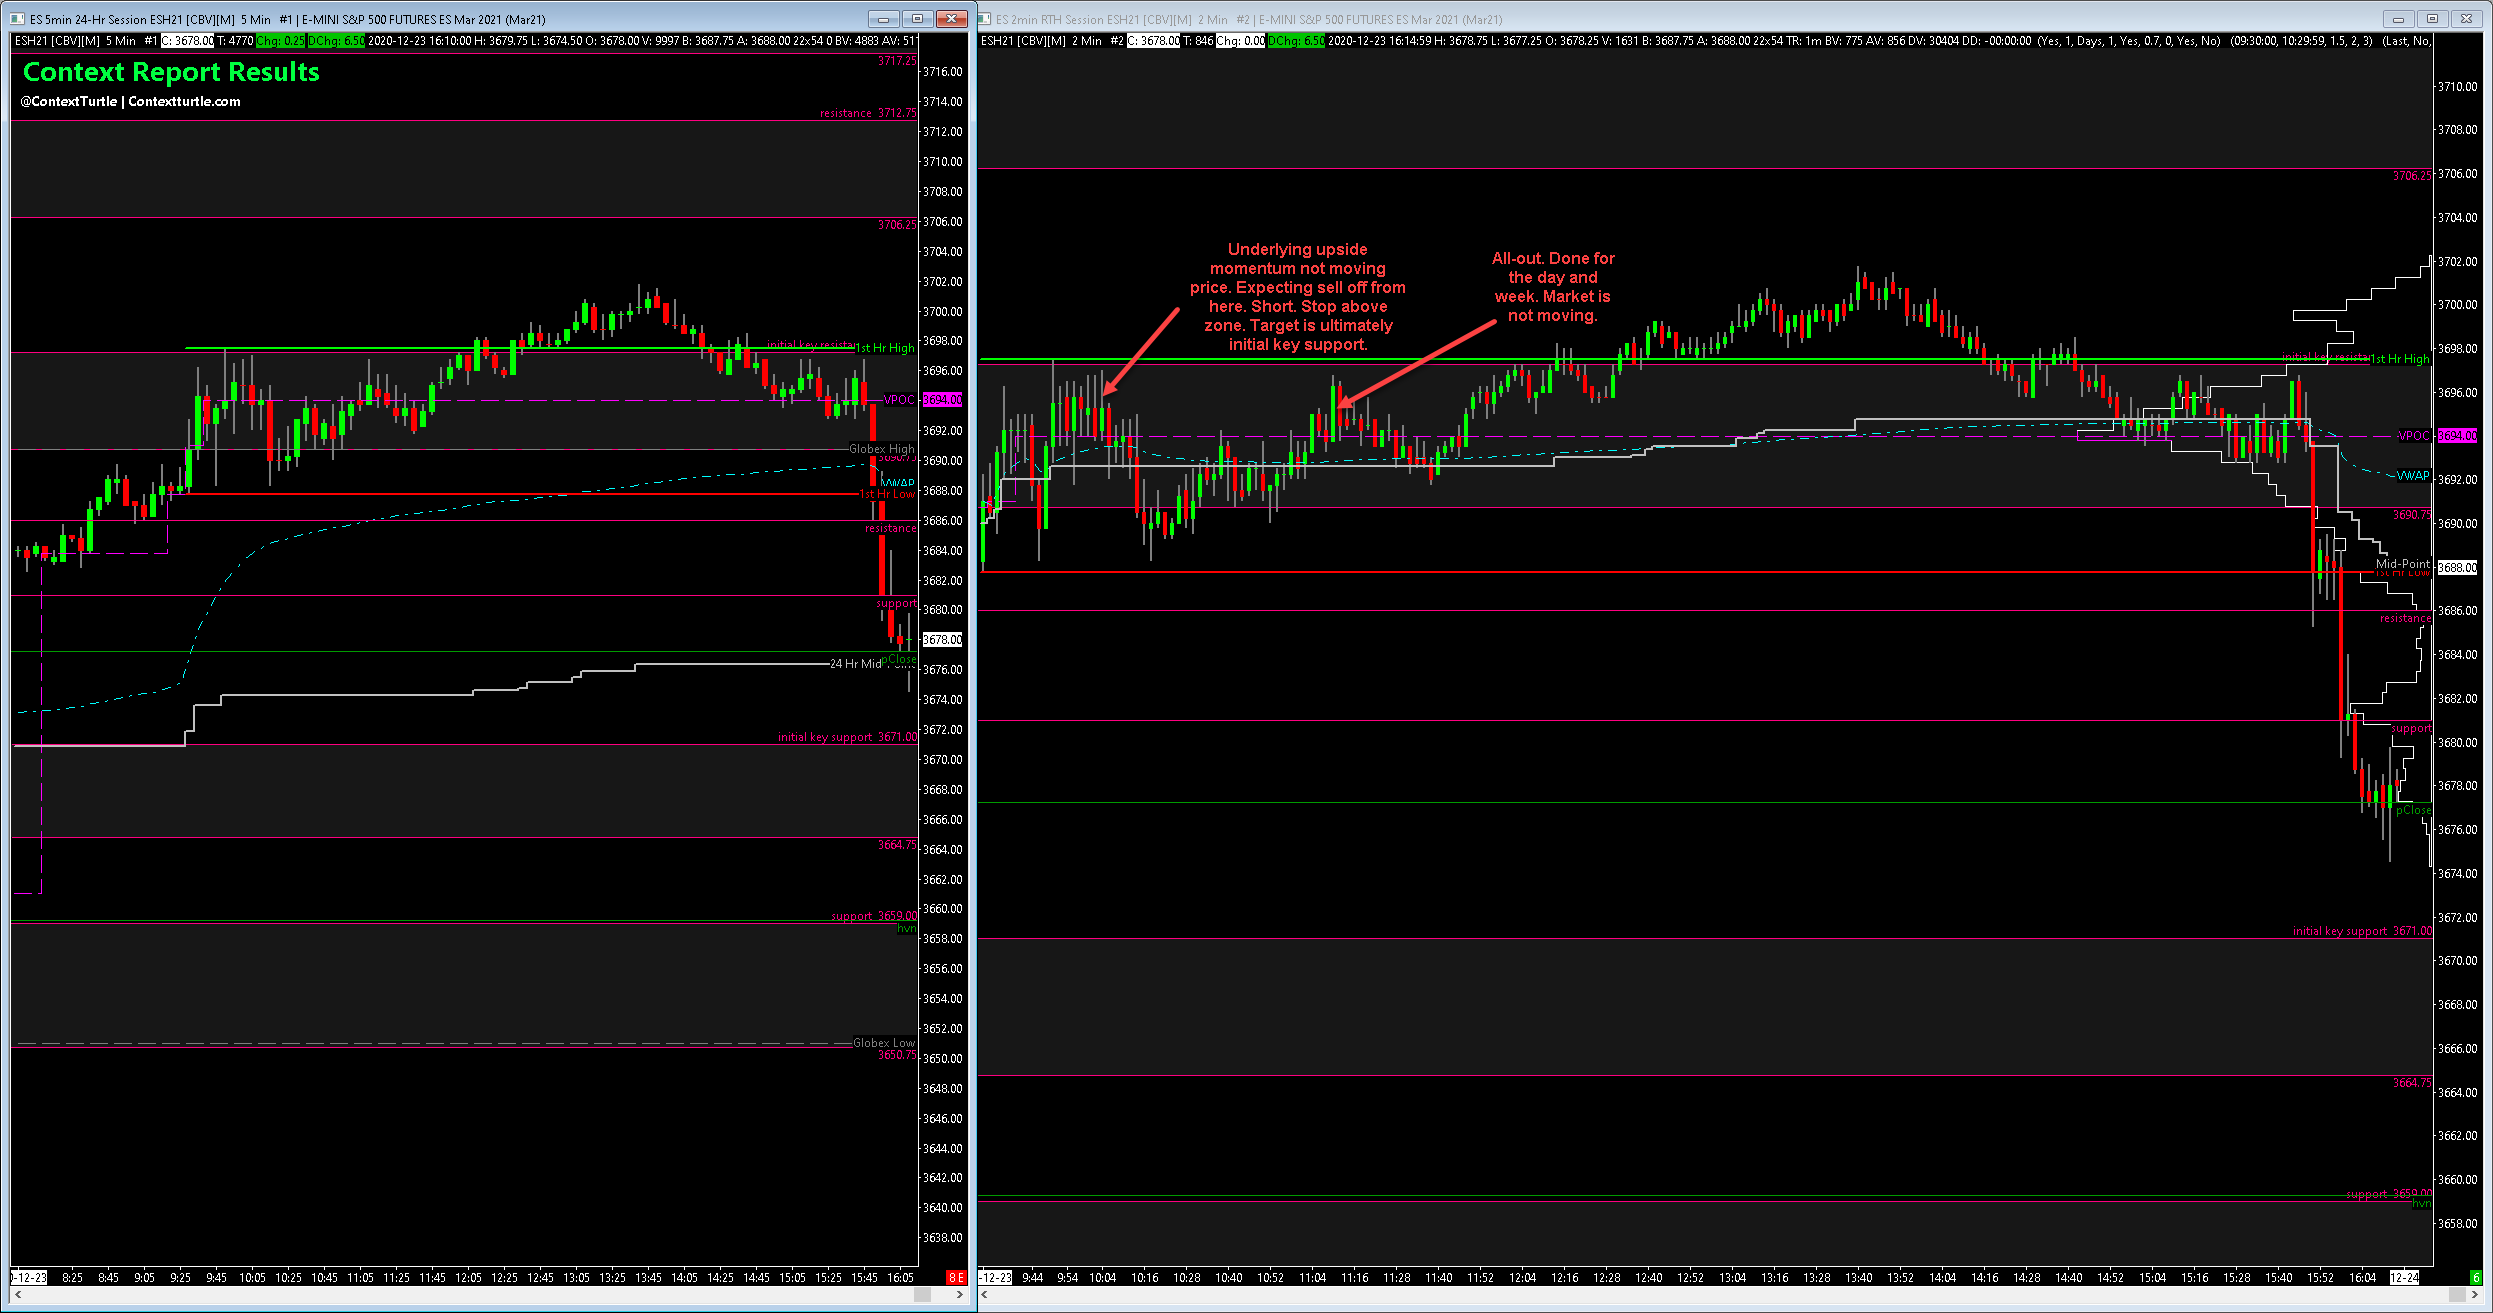 ES 5min 24-Hr Session ESH21 [CBV][M] 5 Min #1 | E-MINI S&P 500 FUTURES ES Mar 2021 (Mar21)
ESH21 [CBV][M] 5 Min #1 C: 3678.00 T: 4770 Chg: 0.25 DChg: 6.50 2020-12-23 16:10:00 H: 3679.75 L: 3674.50 O: 3678.00 V: 9997 B: 3687.75 A: 3688.00 22x54 0 BV: 4883 AV: 51
Context Report Results
@ContextTurtle | Contextturtle.com
3717.25
resistance 3712.75
3706.25
initial key resistan
1st Hr High
VPOC
Globex High
3690.75
VWAP
1st Hr Low
resistance
support
pClose
24 Hr Mid
initial key support 3671.00
3664.75
support 3659.00
hvn
Globex Low
3650.75
3716.00
3714.00
3712.00
3710.00
3708.00
3706.00
3704.00
3702.00
3700.00
3698.00
3696.00
3694.00
3692.00
3690.00
3688.00
3686.00
3684.00
3682.00
3680.00
3678.00
3676.00
3674.00
3672.00
3670.00
3668.00
3666.00
3664.00
3662.00
3660.00
3658.00
3656.00
3654.00
3652.00
3650.00
3648.00
3646.00
3644.00
3642.00
3640.00
3638.00
-12-23 8:25 8:45 9:05 9:25 9:45 10:05 10:25 10:45 11:05 11:25 11:45 12:05 12:25 12:45 13:05 13:25 13:45 14:05 14:25 14:45 15:05 15:25 15:45 16:05 8 E
ES 2min RTH Session ESH21 [CBV][M] 2 Min #2 | E-MINI S&P 500 FUTURES ES Mar 2021 (Mar21)
ESH21 [CBV][M] 2 Min #2 C: 3678.00 T: 846 Chg: 0.00 DChg: 6.50 2020-12-23 16:14:59 H: 3678.75 L: 3677.25 O: 3678.25 V: 1631 B: 3687.75 A: 3688.00 22x54 TR: 1m BV: 775 AV: 856 DV: 30404 DD: -00:00:00 (Yes, 1, Days, 1, Yes, 0.7, 0, Yes, No) (09:30:00, 10:29:59, 1.5, 2, 3) (Last, No,
Underlying upside
momentum not moving
price. Expecting sell off from
here. Short. Stop above
zone. Target is ultimately
initial key support.
All-out. Done for
the day and
week. Market is
not moving.
3706.25
initial key resistan
1st Hr High
VPOC
VWAP
3690.75
Mid-Point
1st Hr Low
resistance
support
pClose
initial key support 3671.00
3664.75
support 3659.00
hvn
3710.00
3708.00
3706.00
3704.00
3702.00
3700.00
3698.00
3696.00
3694.00
3692.00
3690.00
3688.00
3686.00
3684.00
3682.00
3680.00
3678.00
3676.00
3674.00
3672.00
3670.00
3668.00
3666.00
3664.00
3662.00
3660.00
3658.00
-12-23 9:44 9:54 10:04 10:16 10:28 10:40 10:52 11:04 11:16 11:28 11:40 11:52 12:04 12:16 12:28 12:40 12:52 13:04 13:16 13:28 13:40 13:52 14:04 14:16 14:28 14:40 14:52 15:04 15:16 15:28 15:40 15:52 16:04 12-24 6